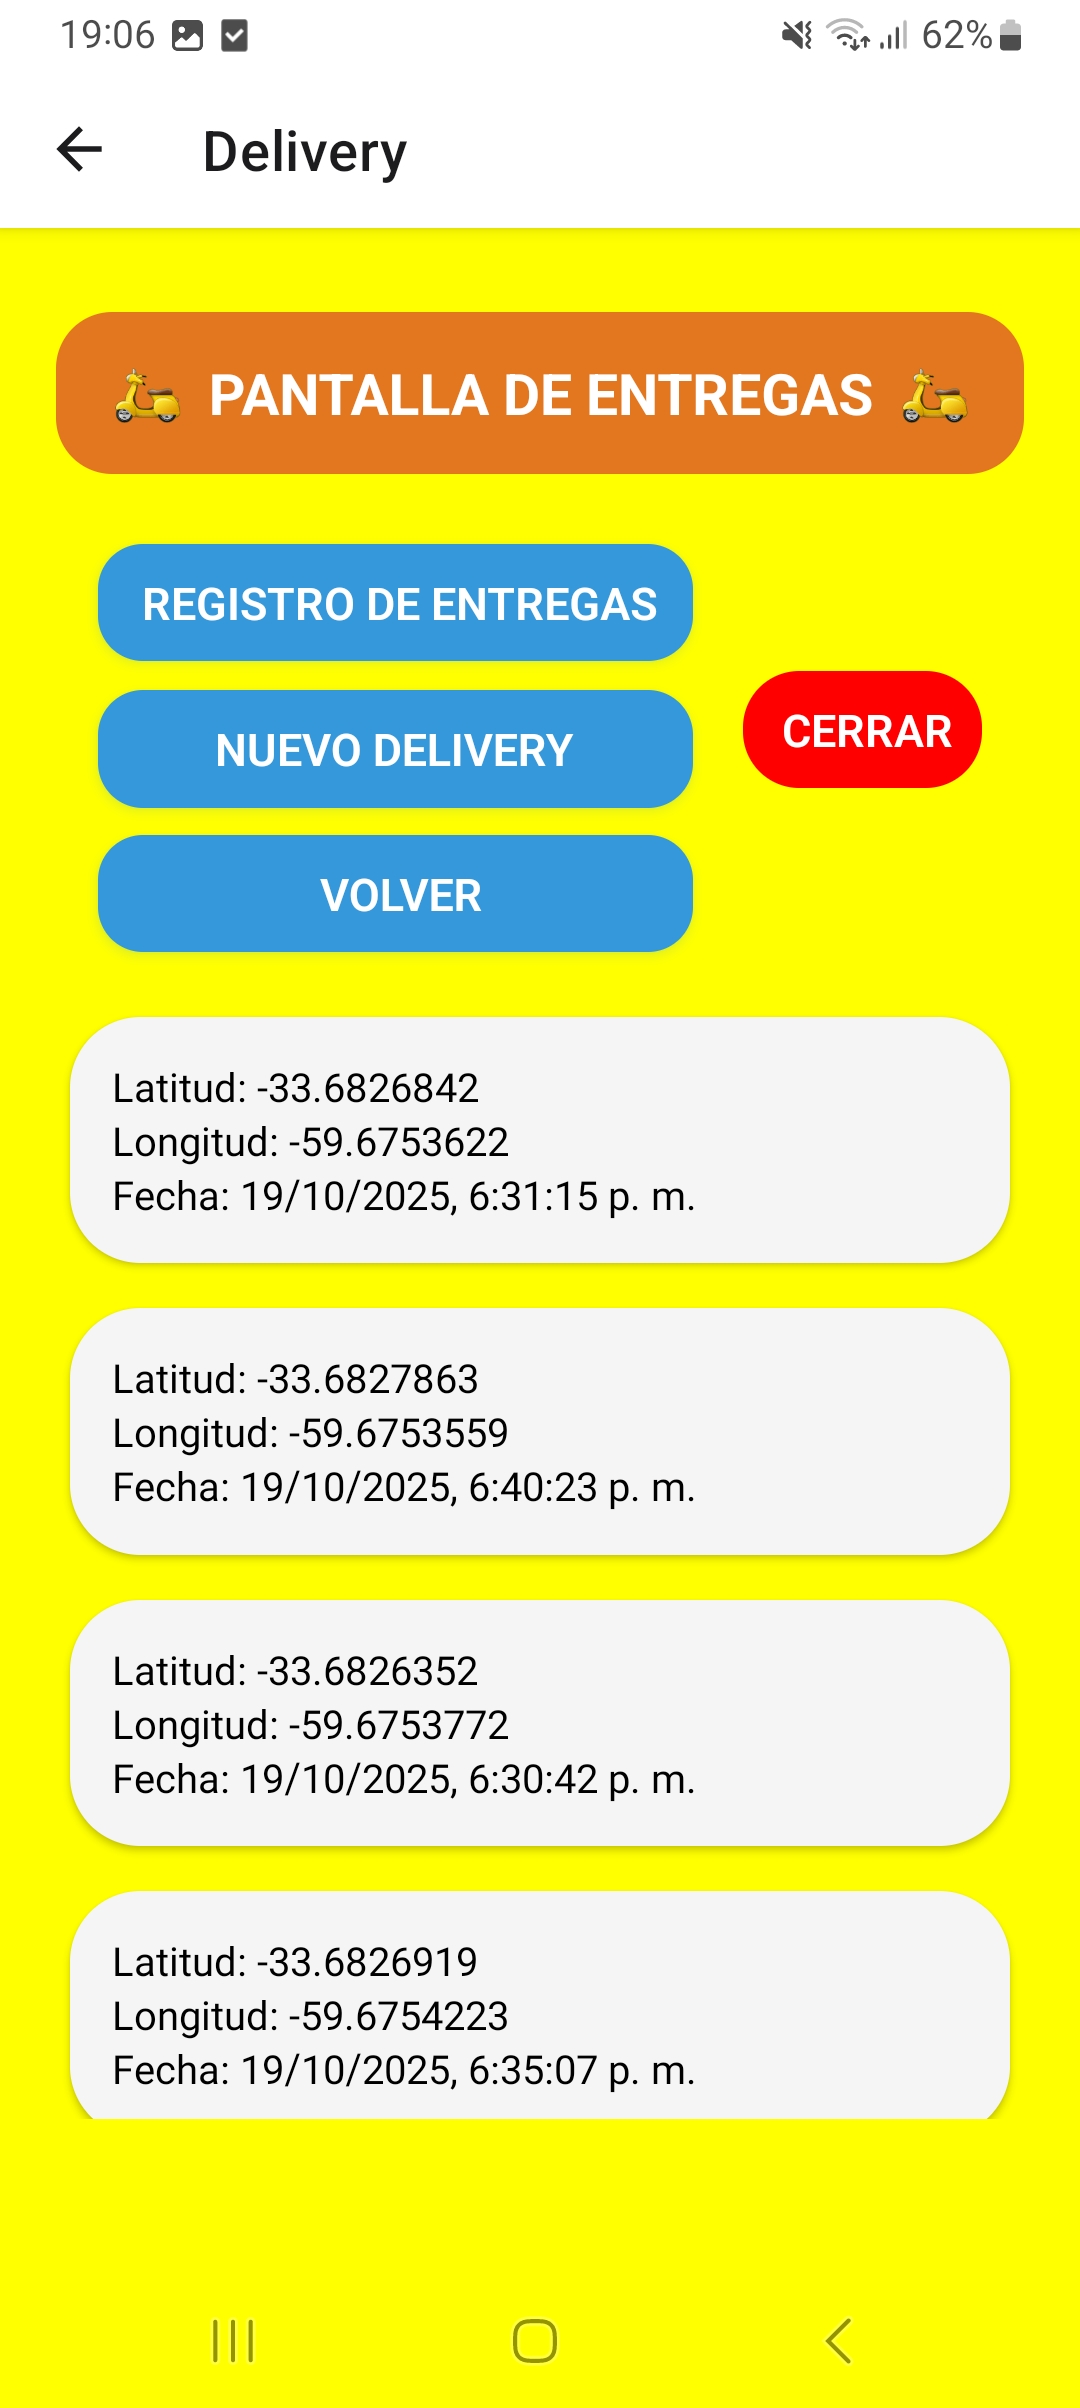 19:06 62%
Delivery
PANTALLA DE ENTREGAS
REGISTRO DE ENTREGAS
NUEVO DELIVERY
CERRAR
VOLVER
Latitud: -33.6826842
Longitud: -59.6753622
Fecha: 19/10/2025, 6:31:15 p. m.
Latitud: -33.6827863
Longitud: -59.6753559
Fecha: 19/10/2025, 6:40:23 p. m.
Latitud: -33.6826352
Longitud: -59.6753772
Fecha: 19/10/2025, 6:30:42 p. m.
Latitud: -33.6826919
Longitud: -59.6754223
Fecha: 19/10/2025, 6:35:07 p. m.